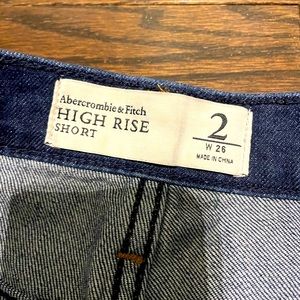 Abercrombie & Fitch
HIGH RISE
SHORT
2
W 26
MADE IN CHINA